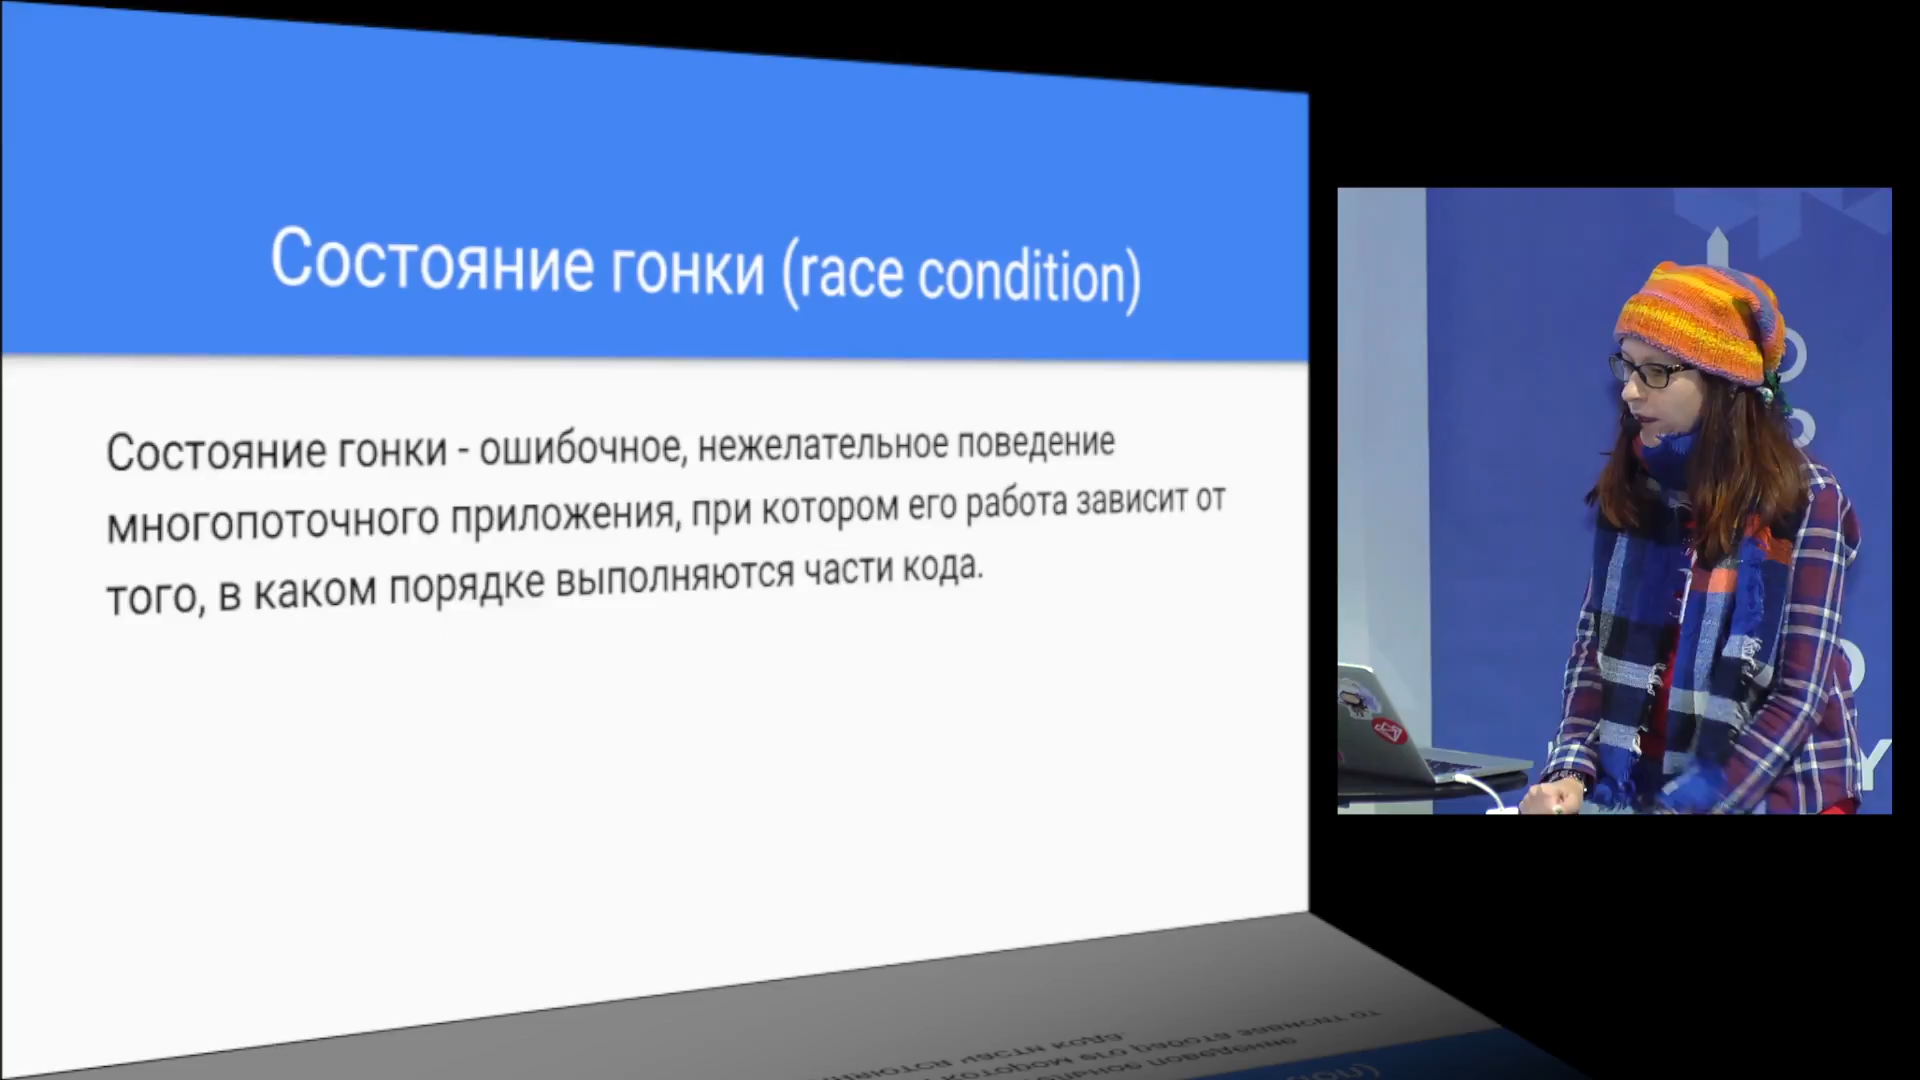 Состояние гонки (race condition)
Состояние гонки - ошибочное, нежелательное поведение
многопоточного приложения, при котором его работа зависит от
того, в каком порядке выполняются части кода.